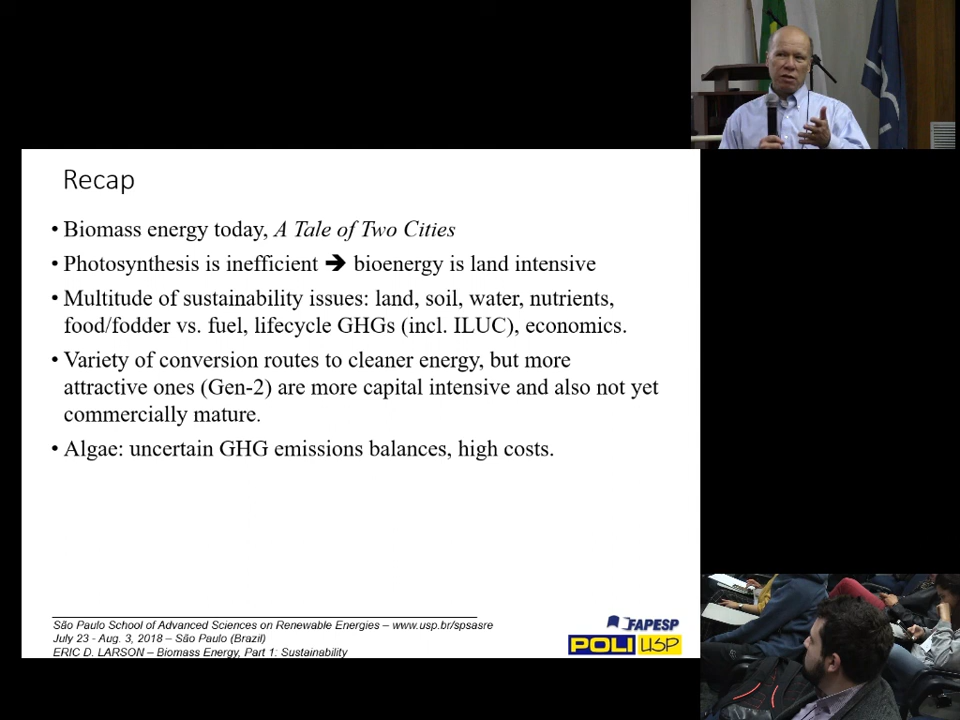 Recap
• Biomass energy today, A Tale of Two Cities
• Photosynthesis is inefficient ➔ bioenergy is land intensive
• Multitude of sustainability issues: land, soil, water, nutrients,
food/fodder vs. fuel, lifecycle GHGs (incl. ILUC), economics.
• Variety of conversion routes to cleaner energy, but more
attractive ones (Gen-2) are more capital intensive and also not yet
commercially mature.
• Algae: uncertain GHG emissions balances, high costs.
São Paulo School of Advanced Sciences on Renewable Energies – www.usp.br/spsasre
July 23 - Aug. 3, 2018 – São Paulo (Brazil)
ERIC D. LARSON – Biomass Energy, Part 1: Sustainability
FAPESP
POLI USP